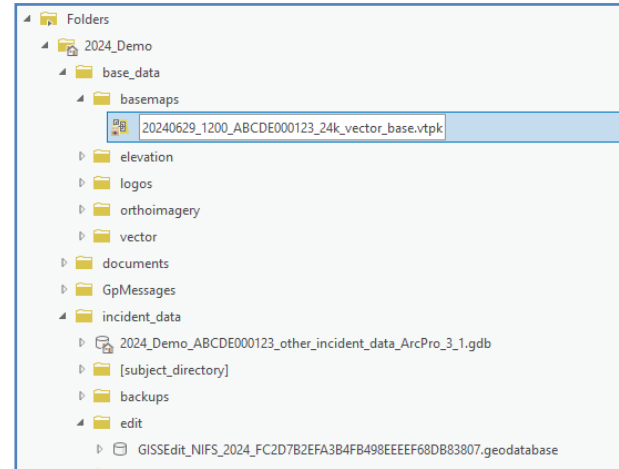 Folders
2024_Demo
base_data
basemaps
20240629_1200_ABCDE000123_24k_vector_base.vtpk
elevation
logos
orthoimagery
vector
documents
GpMessages
incident_data
2024_Demo_ABCDE000123_other_incident_data_ArcPro_3_1.gdb
[subject_directory]
backups
edit
GISSEdit_NIFS_2024_FC2D7B2EFA3B4FB498EEEEF68DB83807.geodatabase